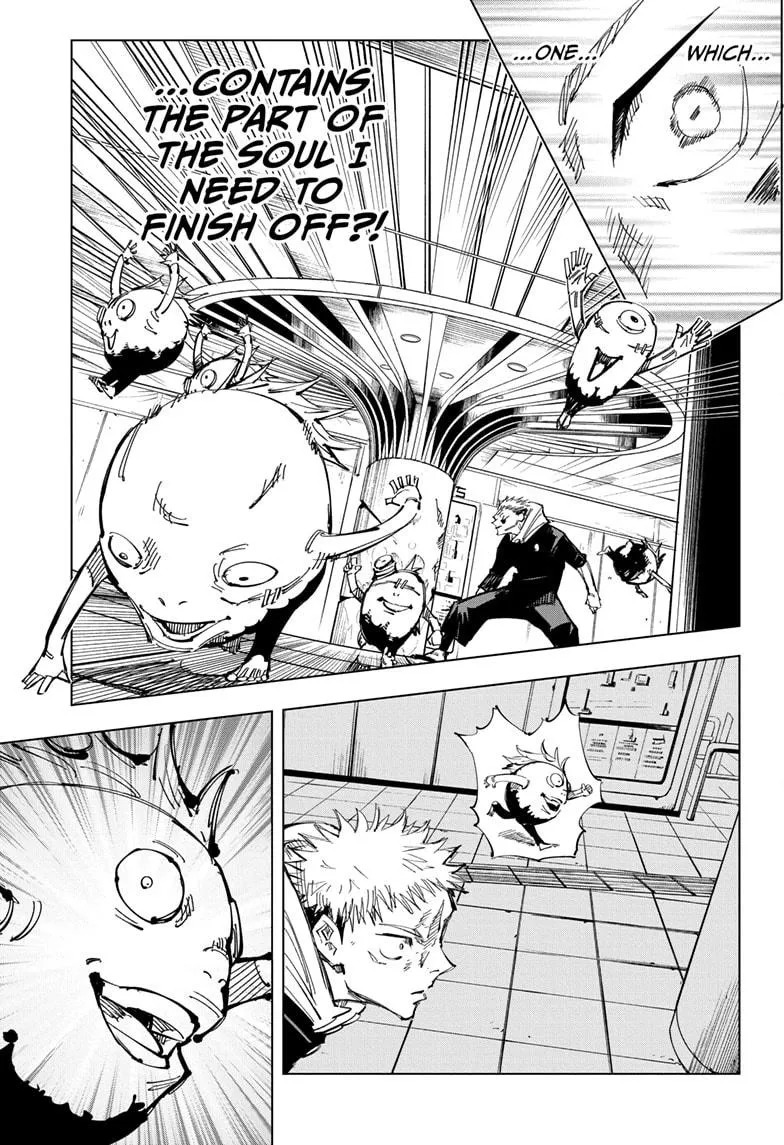 WHICH...
...ONE...
...CONTAINS
THE PART OF
THE SOUL I
NEED TO
FINISH OFF?!